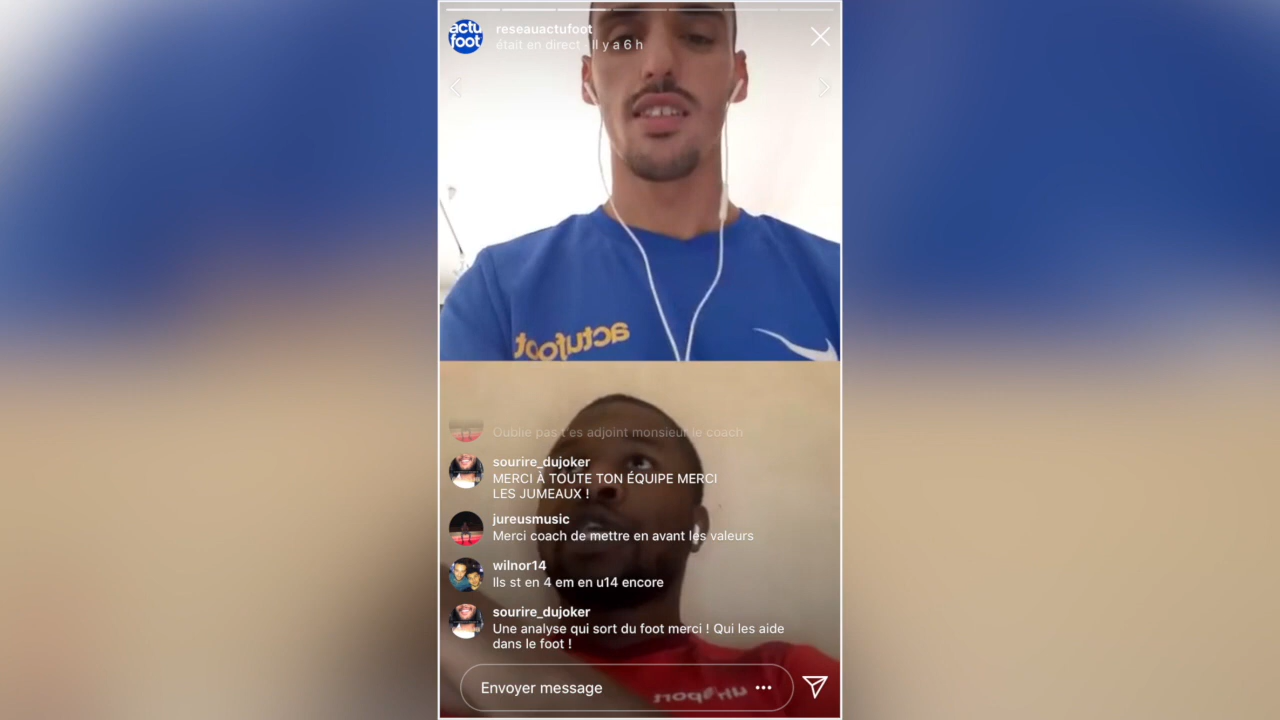 actu
foot
reseauactufoot
était en direct · Il y a 6 h
actufoot
Oublie pas t'es adjoint monsieur le coach
sourire_dujoker
MERCI À TOUTE TON ÉQUIPE MERCI
LES JUMEAUX !
jureusmusic
Merci coach de mettre en avant les valeurs
wilnor14
Ils st en 4 em en u14 encore
sourire_dujoker
Une analyse qui sort du foot merci ! Qui les aide
dans le foot !
Envoyer message